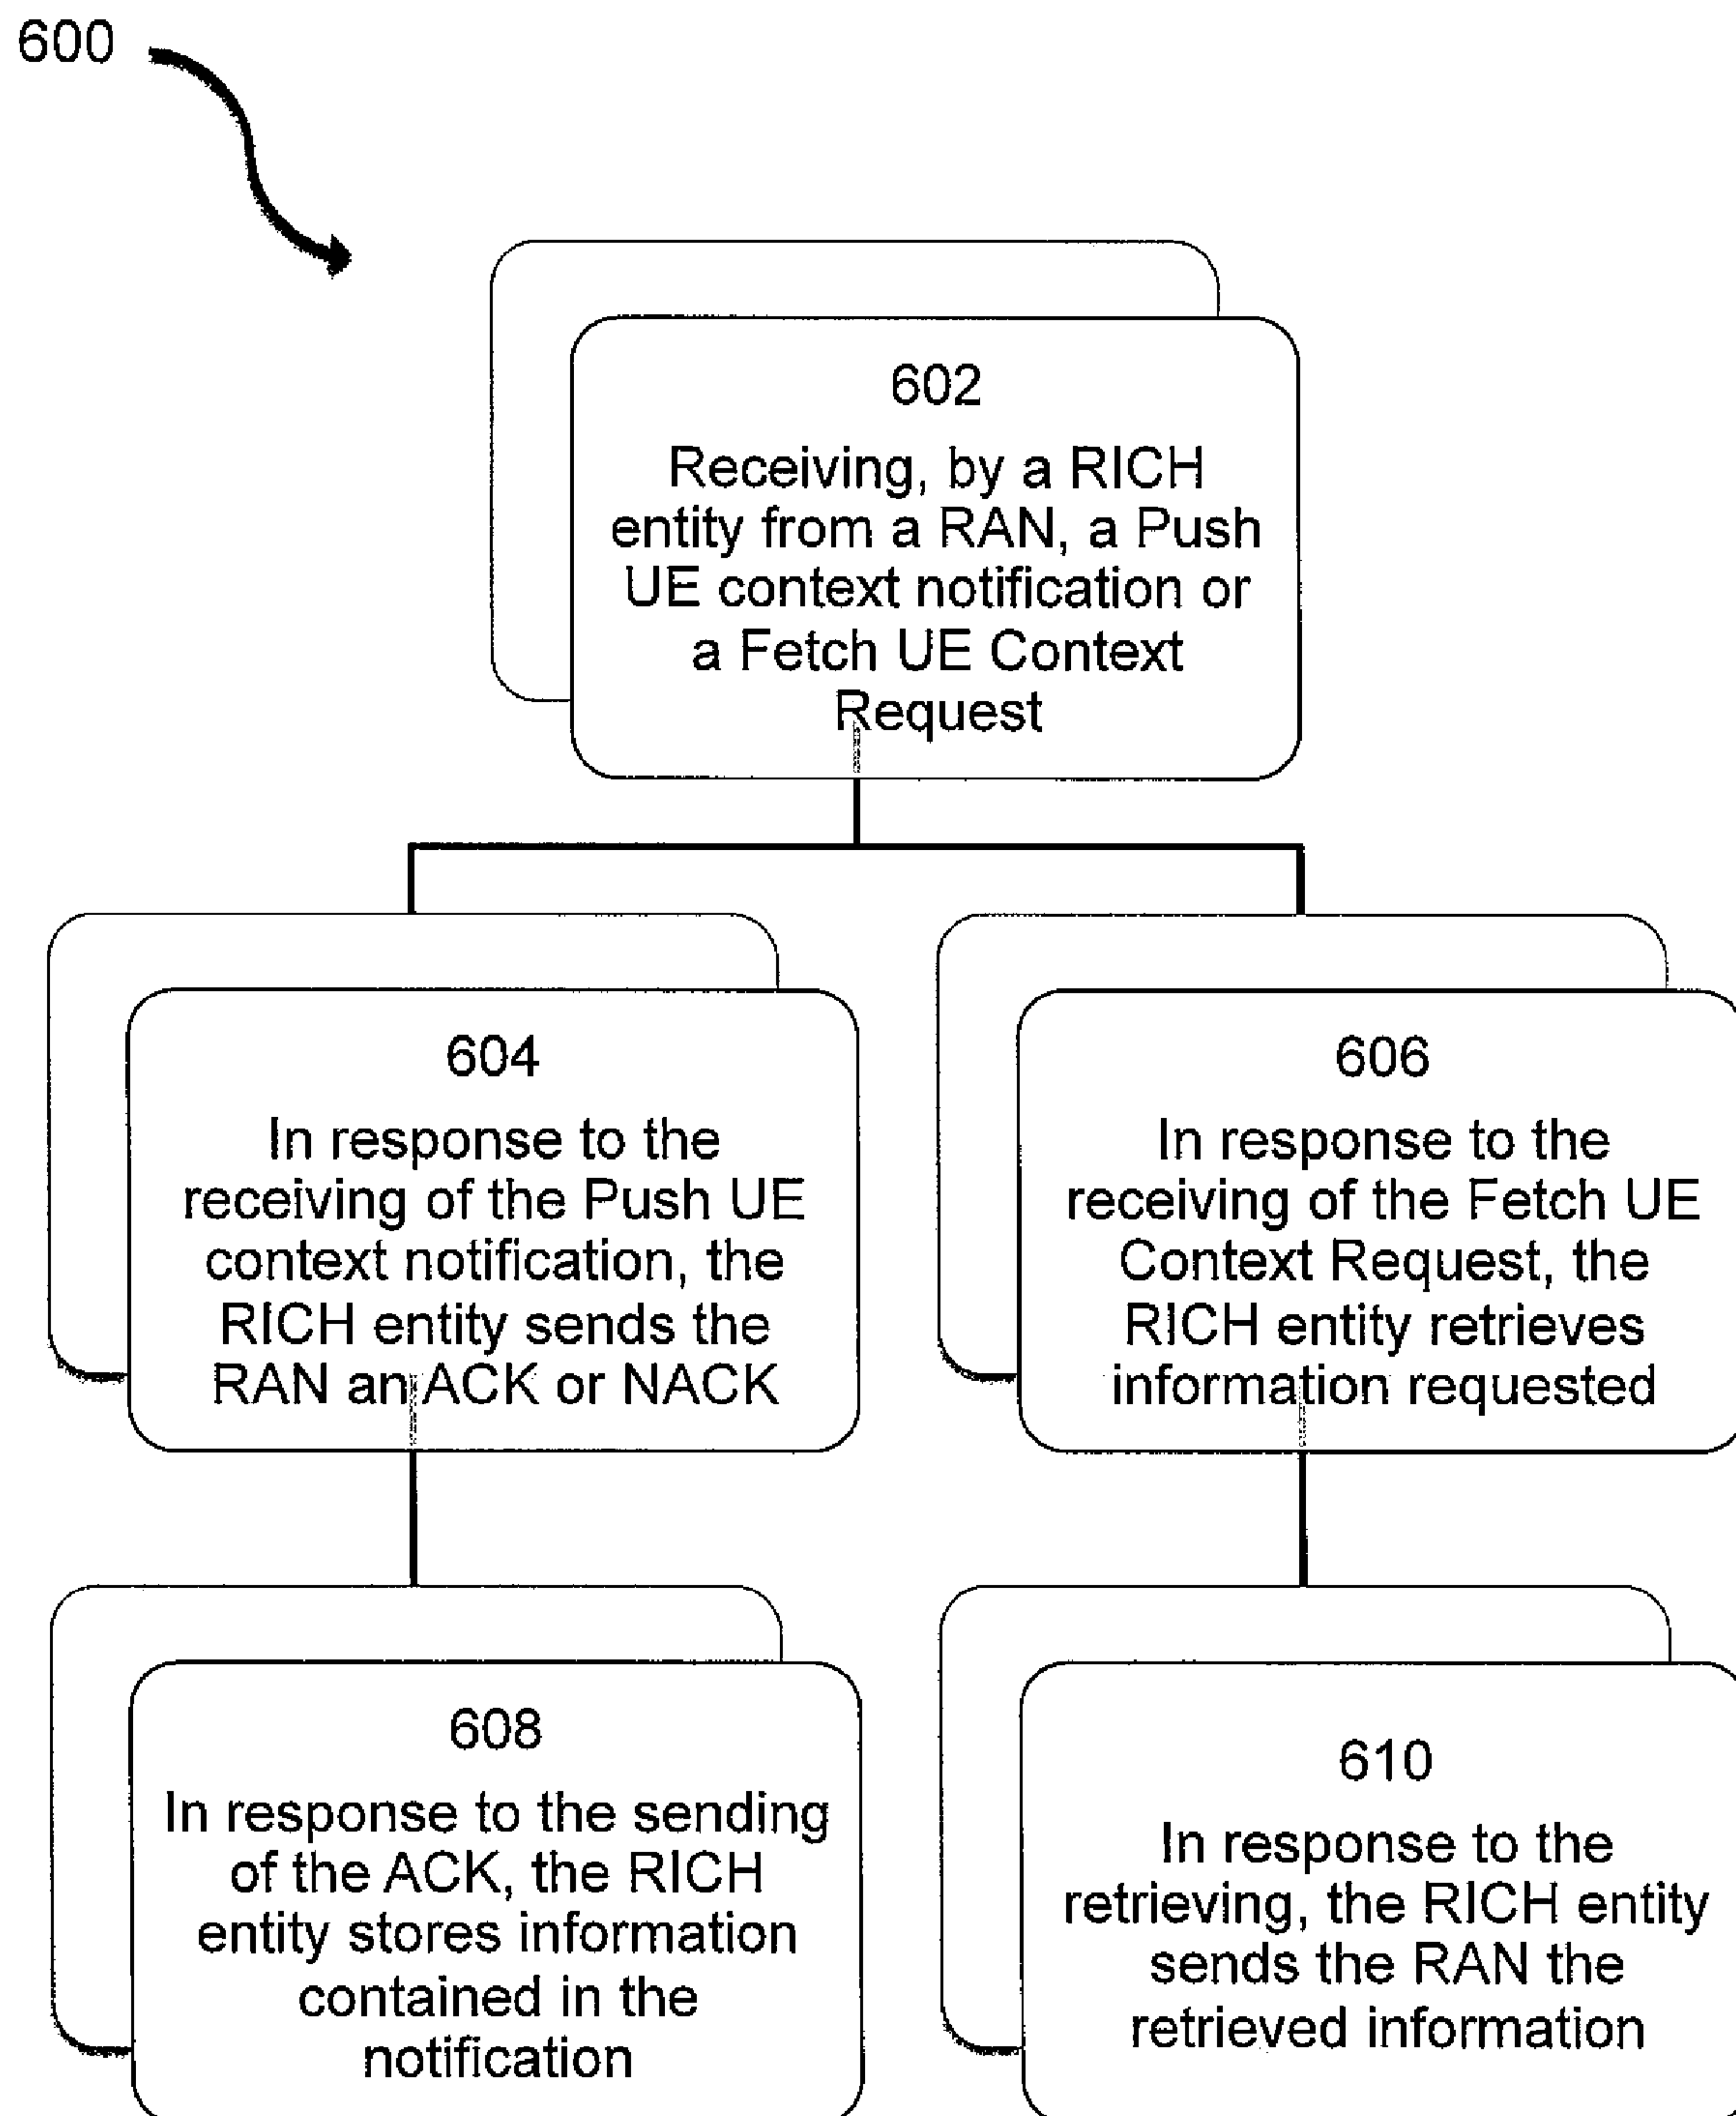 600
602
Receiving, by a RICH
entity from a RAN, a Push
UE context notification or
a Fetch UE Context
Request
604
In response to the
receiving of the Push UE
context notification, the
RICH entity sends the
RAN an ACK or NACK
606
In response to the
receiving of the Fetch UE
Context Request, the
RICH entity retrieves
information requested
608
In response to the sending
of the ACK, the RICH
entity stores information
contained in the
notification
610
In response to the
retrieving, the RICH entity
sends the RAN the
retrieved information